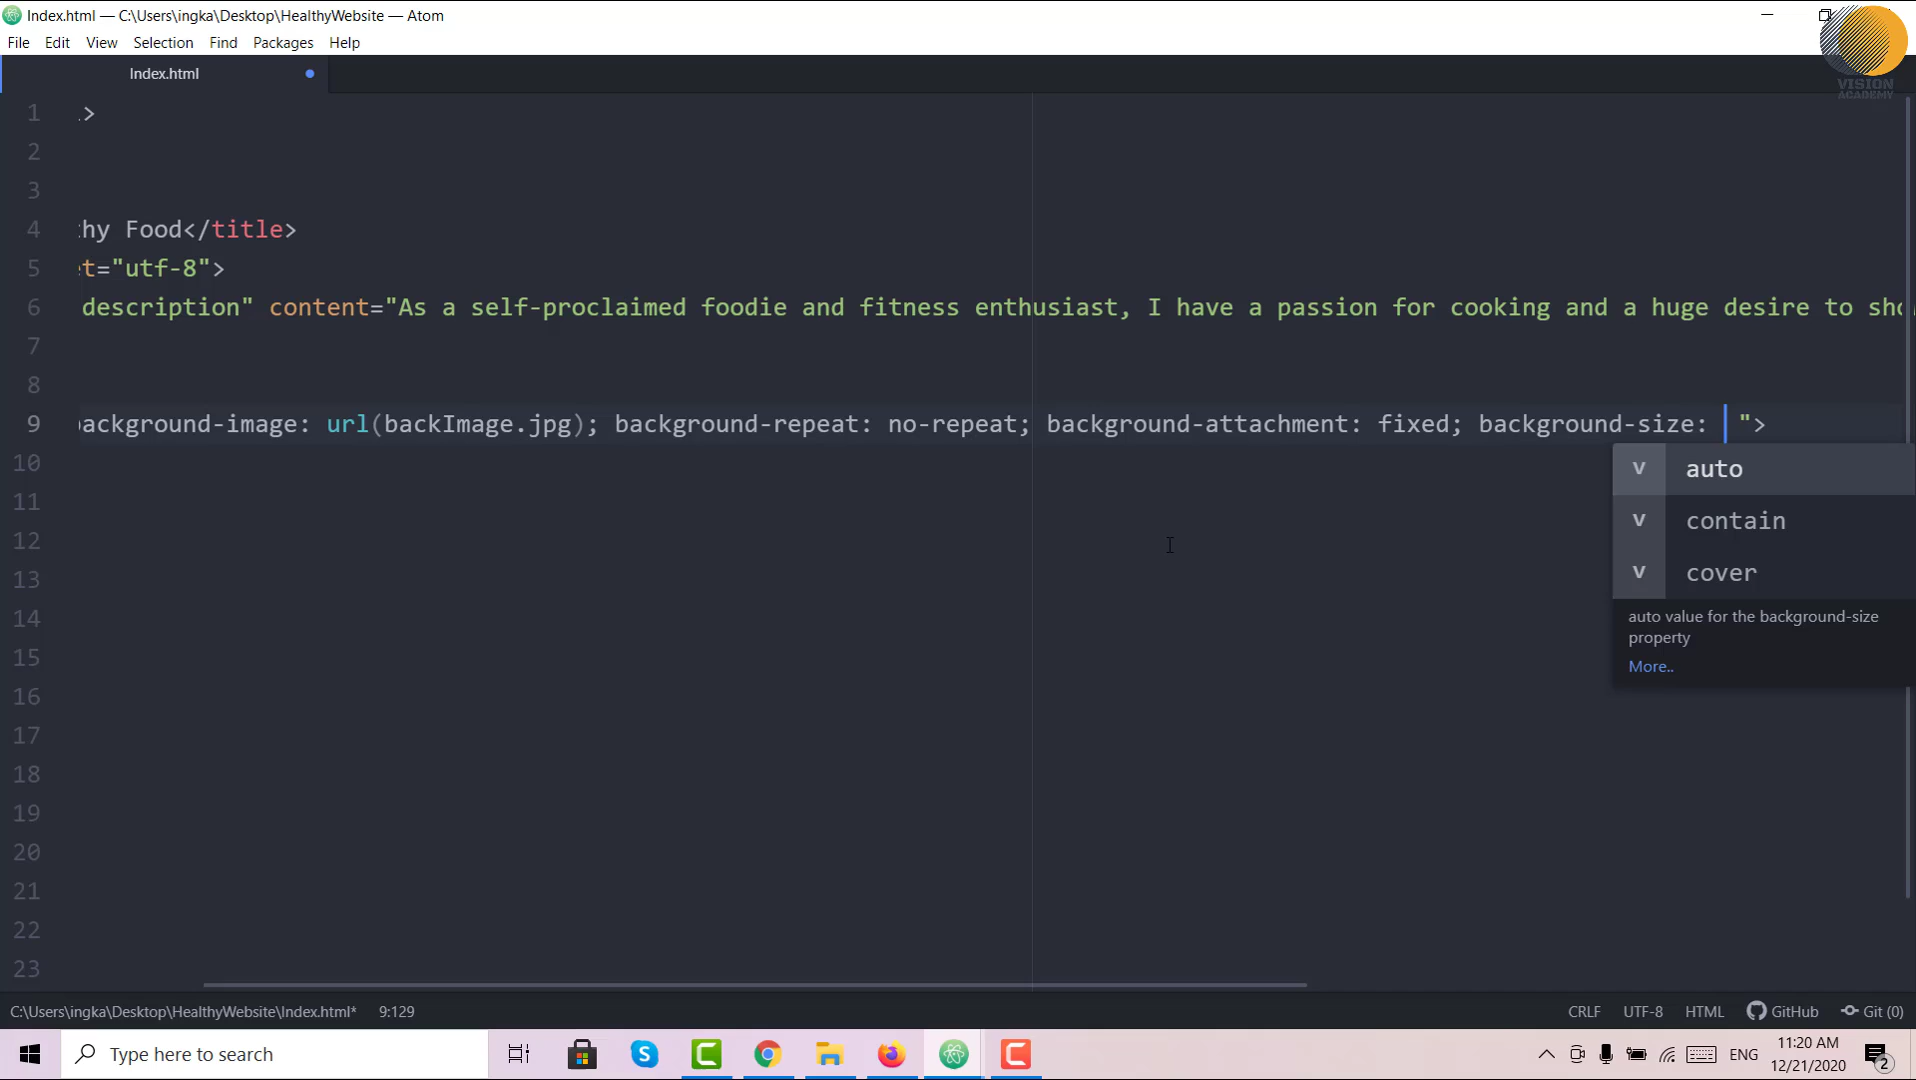 Index.html — C:\Users\ingka\Desktop\HealthyWebsite — Atom
File Edit View Selection Find Packages Help
Index.html
VISION
ACADEMY
1 .>
2
3
4 hy Food</title>
5 t="utf-8">
6 description" content="As a self-proclaimed foodie and fitness enthusiast, I have a passion for cooking and a huge desire to sho
7
8
9 background-image: url(backImage.jpg); background-repeat: no-repeat; background-attachment: fixed; background-size: ">
10
11
12
13
14
15
16
17
18
19
20
21
22
23
v auto
v contain
v cover
auto value for the background-size
property
More..
C:\Users\ingka\Desktop\HealthyWebsite\Index.html* 9:129 CRLF UTF-8 HTML GitHub Git (0)
Type here to search
ENG
11:20 AM
12/21/2020
2